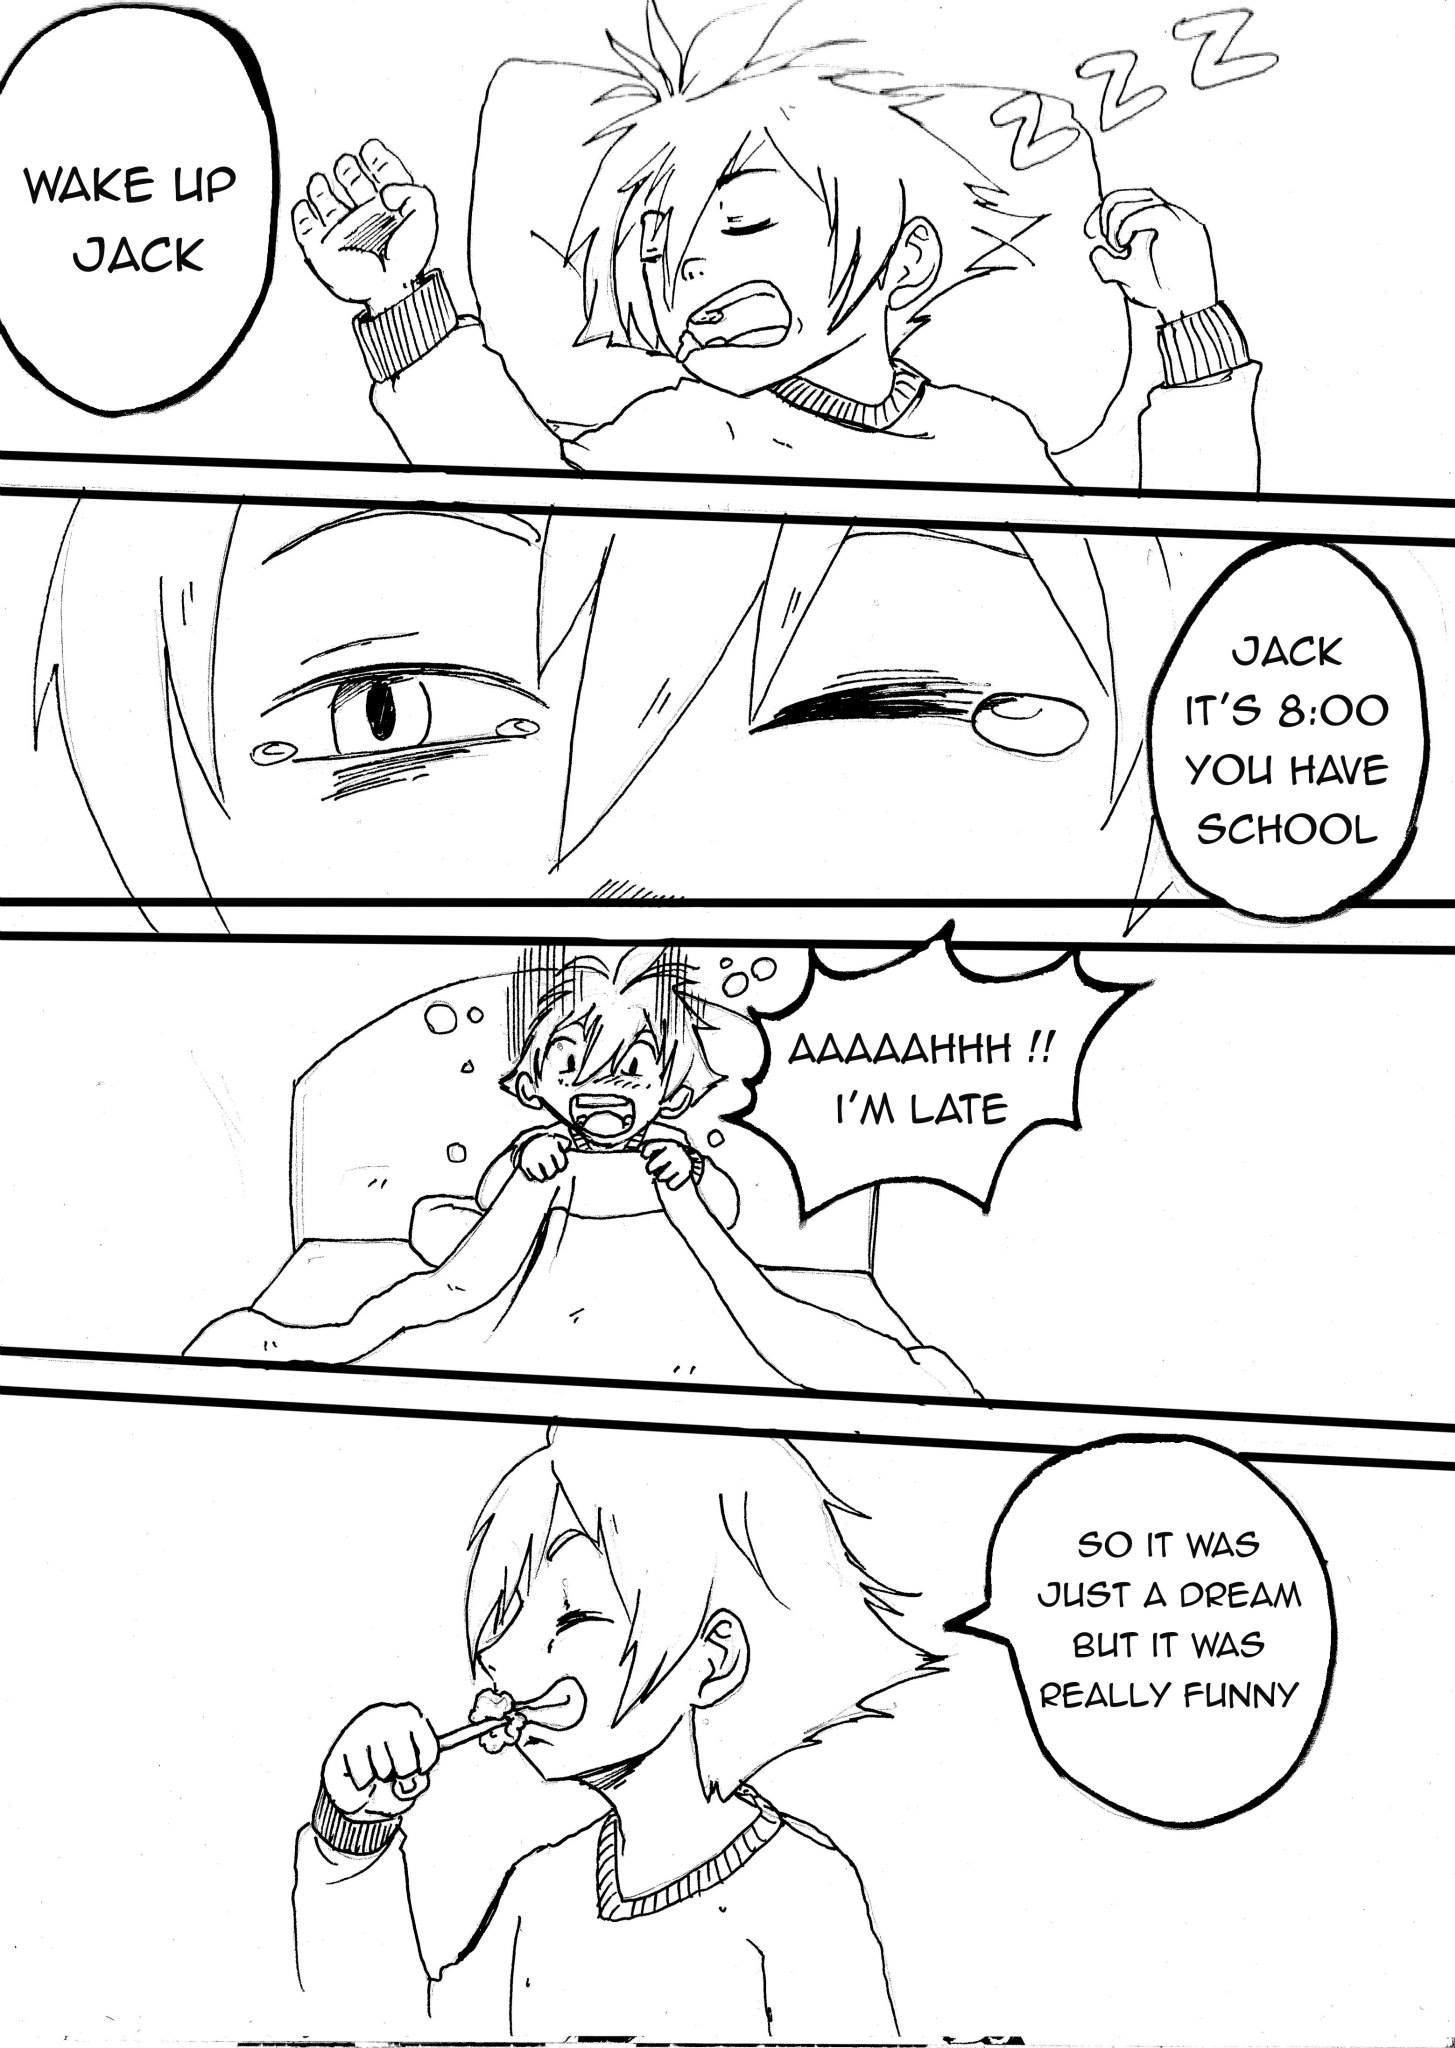 WAKE UP
JACK
Z Z Z
JACK
IT'S 8:00
YOU HAVE
SCHOOL
AAAAAHHH !!
I'M LATE
SO IT WAS
JUST A DREAM
BUT IT WAS
REALLY FUNNY